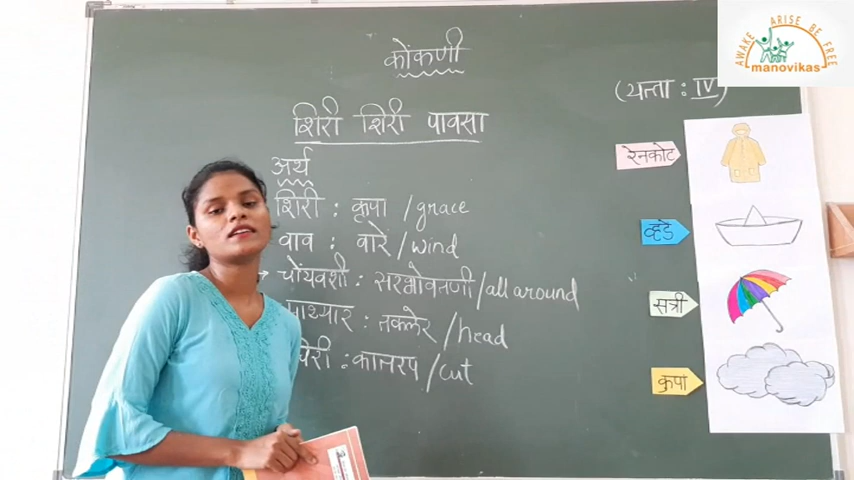 AWAKE ARISE BE FREE
manovikas
कोंकणी
(यत्ता : IV)
शिरी शिरी पावसा
अर्थ
शिरी : कृपा / grace
वाव : वारें / wind
चोंयवशी : सरभोवतणी / all around
माथ्यार : तकलेर / head
चिरी : कातरप / cut
रेनकोट
व्हडें
सत्री
कुपा